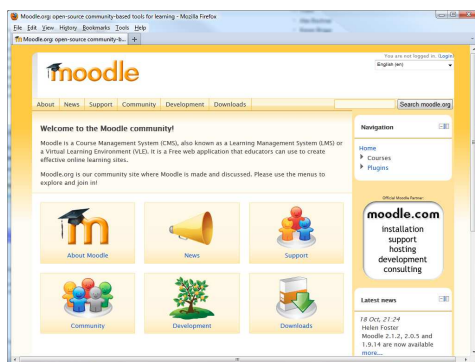 Moodle.org: open-source community-based tools for learning - Mozilla Firefox
File Edit View History Bookmarks Tools Help
Moodle.org: open-source community-b...
You are not logged in. (Login)
moodle
English (en)
About News Support Community Development Downloads
Search moodle.org
Welcome to the Moodle community!
Moodle is a Course Management System (CMS), also known as a Learning Management System (LMS) or
a Virtual Learning Environment (VLE). It is a Free web application that educators can use to create
effective online learning sites.
Moodle.org is our community site where Moodle is made and discussed. Please use the menus to
explore and join in!
About Moodle
News
Support
Community
Development
Downloads
Navigation
Home
Courses
Plugins
Official Moodle Partner:
moodle.com
installation
support
hosting
development
consulting
Latest news
18 Oct, 21:24
Helen Foster
Moodle 2.1.2, 2.0.5 and
1.9.14 are now available
more...